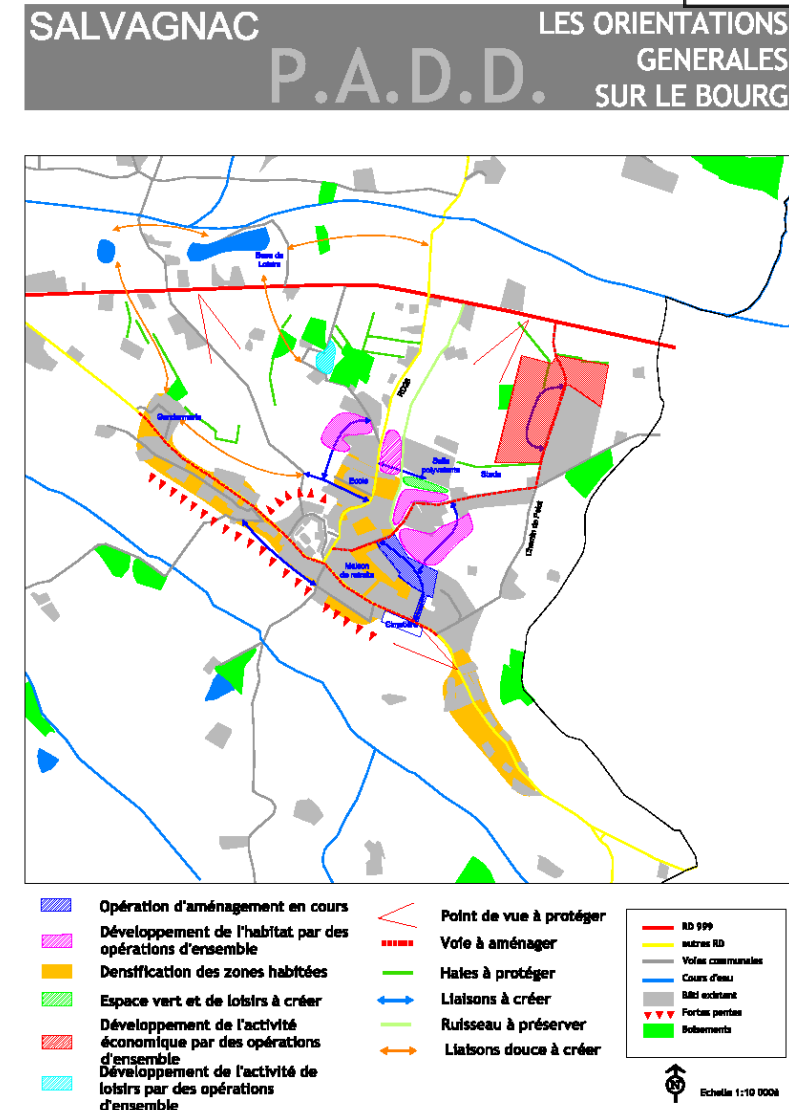 SALVAGNAC
LES ORIENTATIONS
GENERALES
SUR LE BOURG
P.A.D.D.
Base de
Loisirs
RD28
Gendarmerie
Ecole
Salle
polyvalente
Stade
Chemin de
Maison
de retraite
Cimetière
Opération d'aménagement en cours
Développement de l'habitat par des
opérations d'ensemble
Densification des zones habitées
Espace vert et de loisirs à créer
Développement de l'activité
économique par des opérations
d'ensemble
Développement de l'activité de
loisirs par des opérations
d'ensemble
Point de vue à protéger
Voie à aménager
Haies à protéger
Liaisons à créer
Ruisseau à préserver
Liaisons douce à créer
RD 999
autres RD
Voies communales
Cours d'eau
Bâti existant
Fortes pentes
Boisements
N
Echelle 1:10 000è